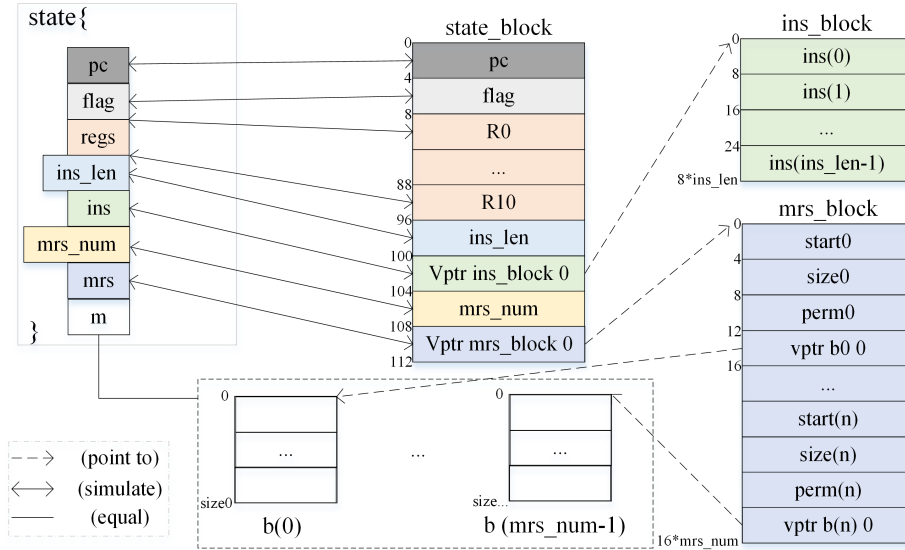 state{
pc
flag
regs
ins_len
ins
mrs_num
mrs
m
}
state_block
0
pc
4
flag
8
R0
...
88
R10
96
ins_len
100
Vptr ins_block 0
104
mrs_num
108
Vptr mrs_block 0
112
ins_block
0
ins(0)
8
ins(1)
16
...
24
ins(ins_len-1)
8*ins_len
mrs_block
0
start0
4
size0
8
perm0
12
vptr b0 0
16
...
start(n)
size(n)
perm(n)
vptr b(n) 0
16*mrs_num
0
...
size0
b(0)
...
0
...
size...
b (mrs_num-1)
(point to)
(simulate)
(equal)